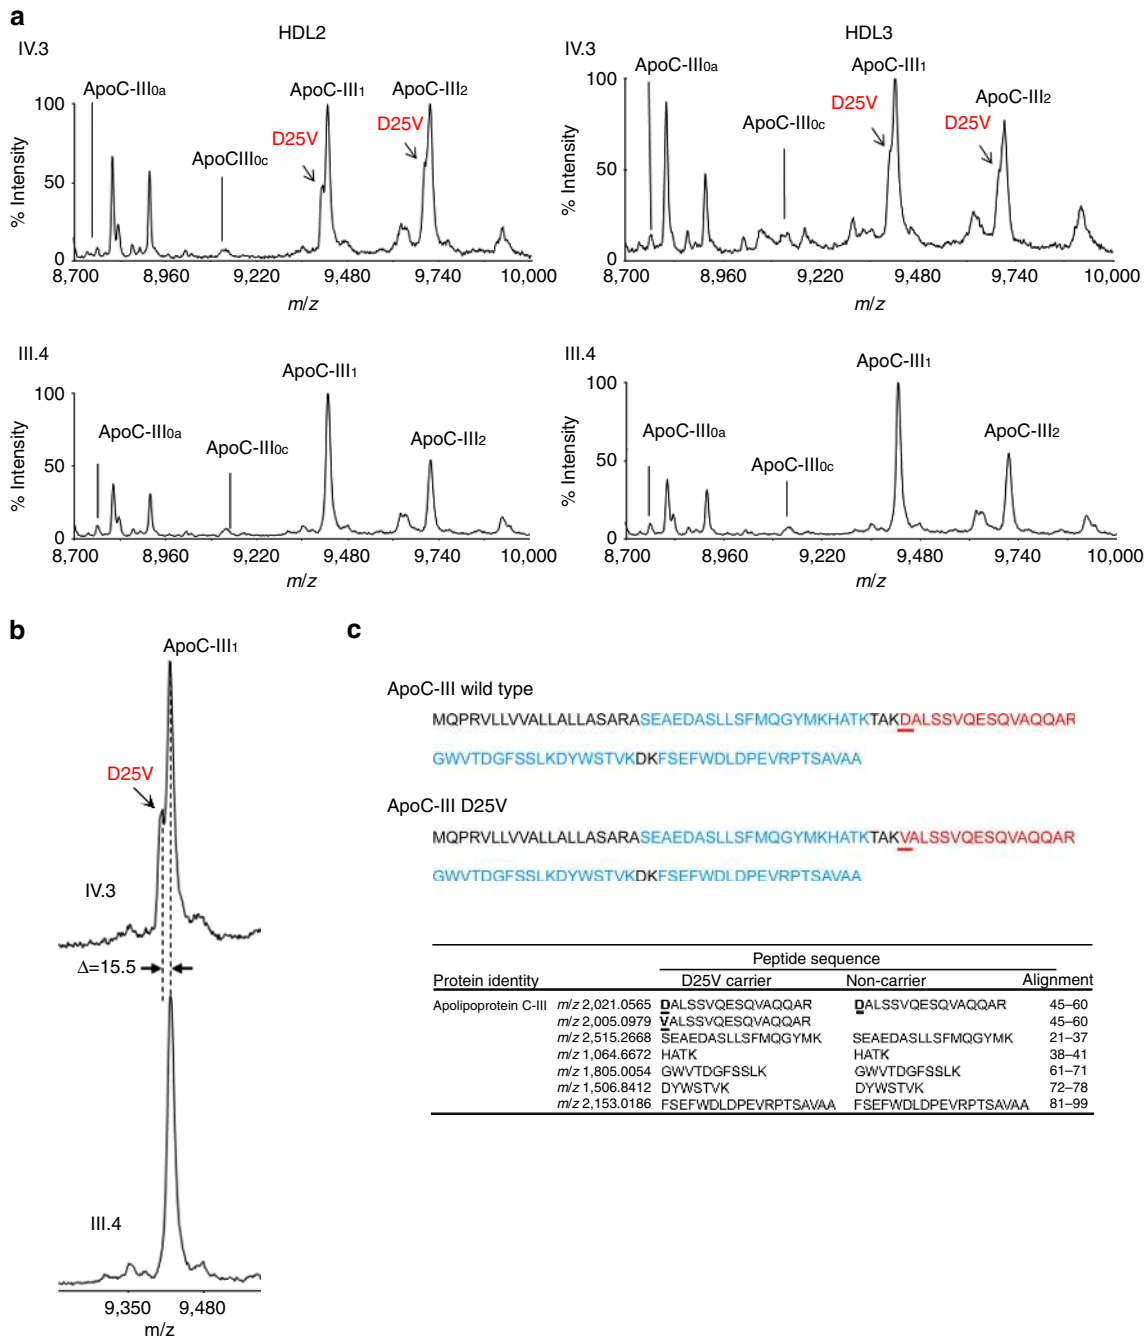 a
HDL2
HDL3
IV.3
ApoC-III0a
ApoC-III1
ApoC-III2
D25V
D25V
ApoCIII0c
100
50
0
% Intensity
8,700 8,960 9,220 9,480 9,740 10,000
m/z
IV.3
ApoC-III0a
ApoC-III1
ApoC-III2
D25V
D25V
ApoC-III0c
100
50
0
% Intensity
8,700 8,960 9,220 9,480 9,740 10,000
m/z
III.4
ApoC-III1
ApoC-III0a
ApoC-III0c
ApoC-III2
100
50
0
% Intensity
8,700 8,960 9,220 9,480 9,740 10,000
m/z
ApoC-III1
ApoC-III0a
ApoC-III0c
ApoC-III2
100
50
0
% Intensity
8,700 8,960 9,220 9,480 9,740 10,000
m/z
b
ApoC-III1
D25V
IV.3
Δ=15.5
III.4
9,350 9,480
m/z
c
ApoC-III wild type
MQPRVLLVVALLALLASARASEAEDASLLSFMQGYMKHATKTAKDALSSVQESQVAQQAR
GWVTDGFSSLKDYWSTVKDKFSEFWDLDPEVRPTSAVAA
ApoC-III D25V
MQPRVLLVVALLALLASARASEAEDASLLSFMQGYMKHATKTAKVALSSVQESQVAQQAR
GWVTDGFSSLKDYWSTVKDKFSEFWDLDPEVRPTSAVAA
Peptide sequence
Protein identity D25V carrier Non-carrier Alignment
Apolipoprotein C-III m/z 2,021.0565 DALSSVQESQVAQQAR DALSSVQESQVAQQAR 45–60
m/z 2,005.0979 VALSSVQESQVAQQAR 45–60
m/z 2,515.2668 SEAEDASLLSFMQGYMK SEAEDASLLSFMQGYMK 21–37
m/z 1,064.6672 HATK HATK 38–41
m/z 1,805.0054 GWVTDGFSSLK GWVTDGFSSLK 61–71
m/z 1,506.8412 DYWSTVK DYWSTVK 72–78
m/z 2,153.0186 FSEFWDLDPEVRPTSAVAA FSEFWDLDPEVRPTSAVAA 81–99